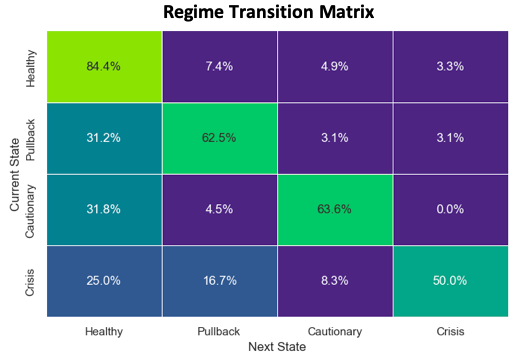 Regime Transition Matrix
Current State
Healthy 84.4% 7.4% 4.9% 3.3%
Pullback 31.2% 62.5% 3.1% 3.1%
Cautionary 31.8% 4.5% 63.6% 0.0%
Crisis 25.0% 16.7% 8.3% 50.0%
Healthy Pullback Cautionary Crisis
Next State